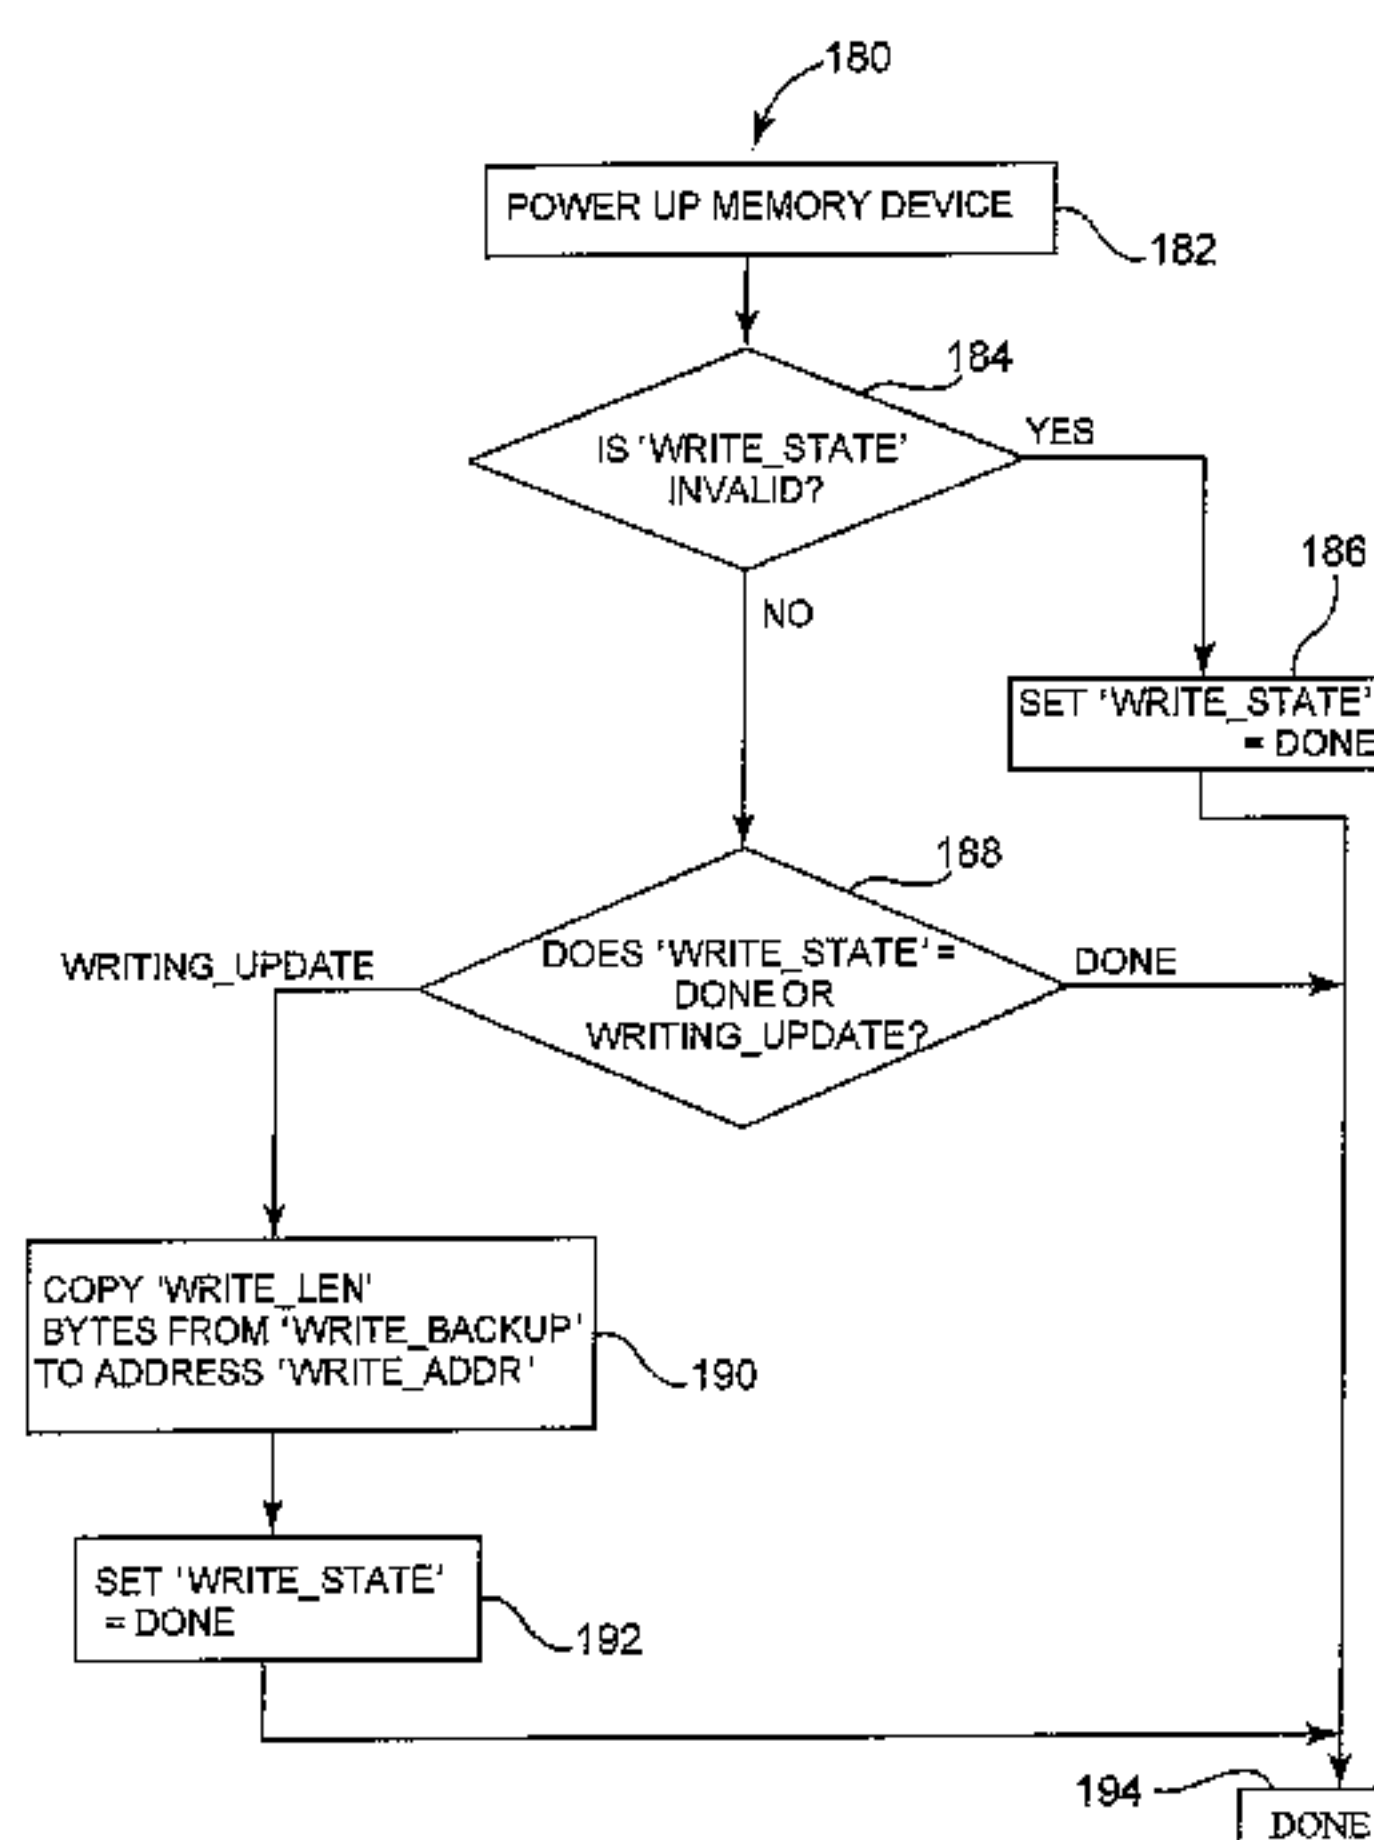 180
POWER UP MEMORY DEVICE
182
184
IS 'WRITE_STATE'
INVALID?
YES
NO
186
SET 'WRITE_STATE'
= DONE
188
DOES 'WRITE_STATE' =
DONE OR
WRITING_UPDATE?
WRITING_UPDATE
DONE
COPY 'WRITE_LEN'
BYTES FROM 'WRITE_BACKUP'
TO ADDRESS 'WRITE_ADDR'
190
SET 'WRITE_STATE'
= DONE
192
194
DONE